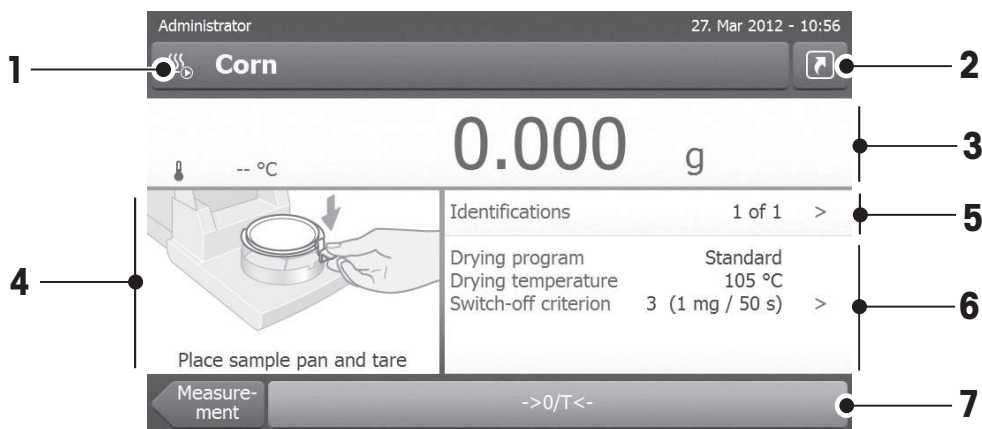 Administrator 27. Mar 2012 - 10:56
1 Corn 2
0.000 g
3
-- °C
4
Identifications 1 of 1 >
5
Drying program Standard
Drying temperature 105 °C
Switch-off criterion 3 (1 mg / 50 s) >
6
Place sample pan and tare
Measure-
ment
->0/T<-
7